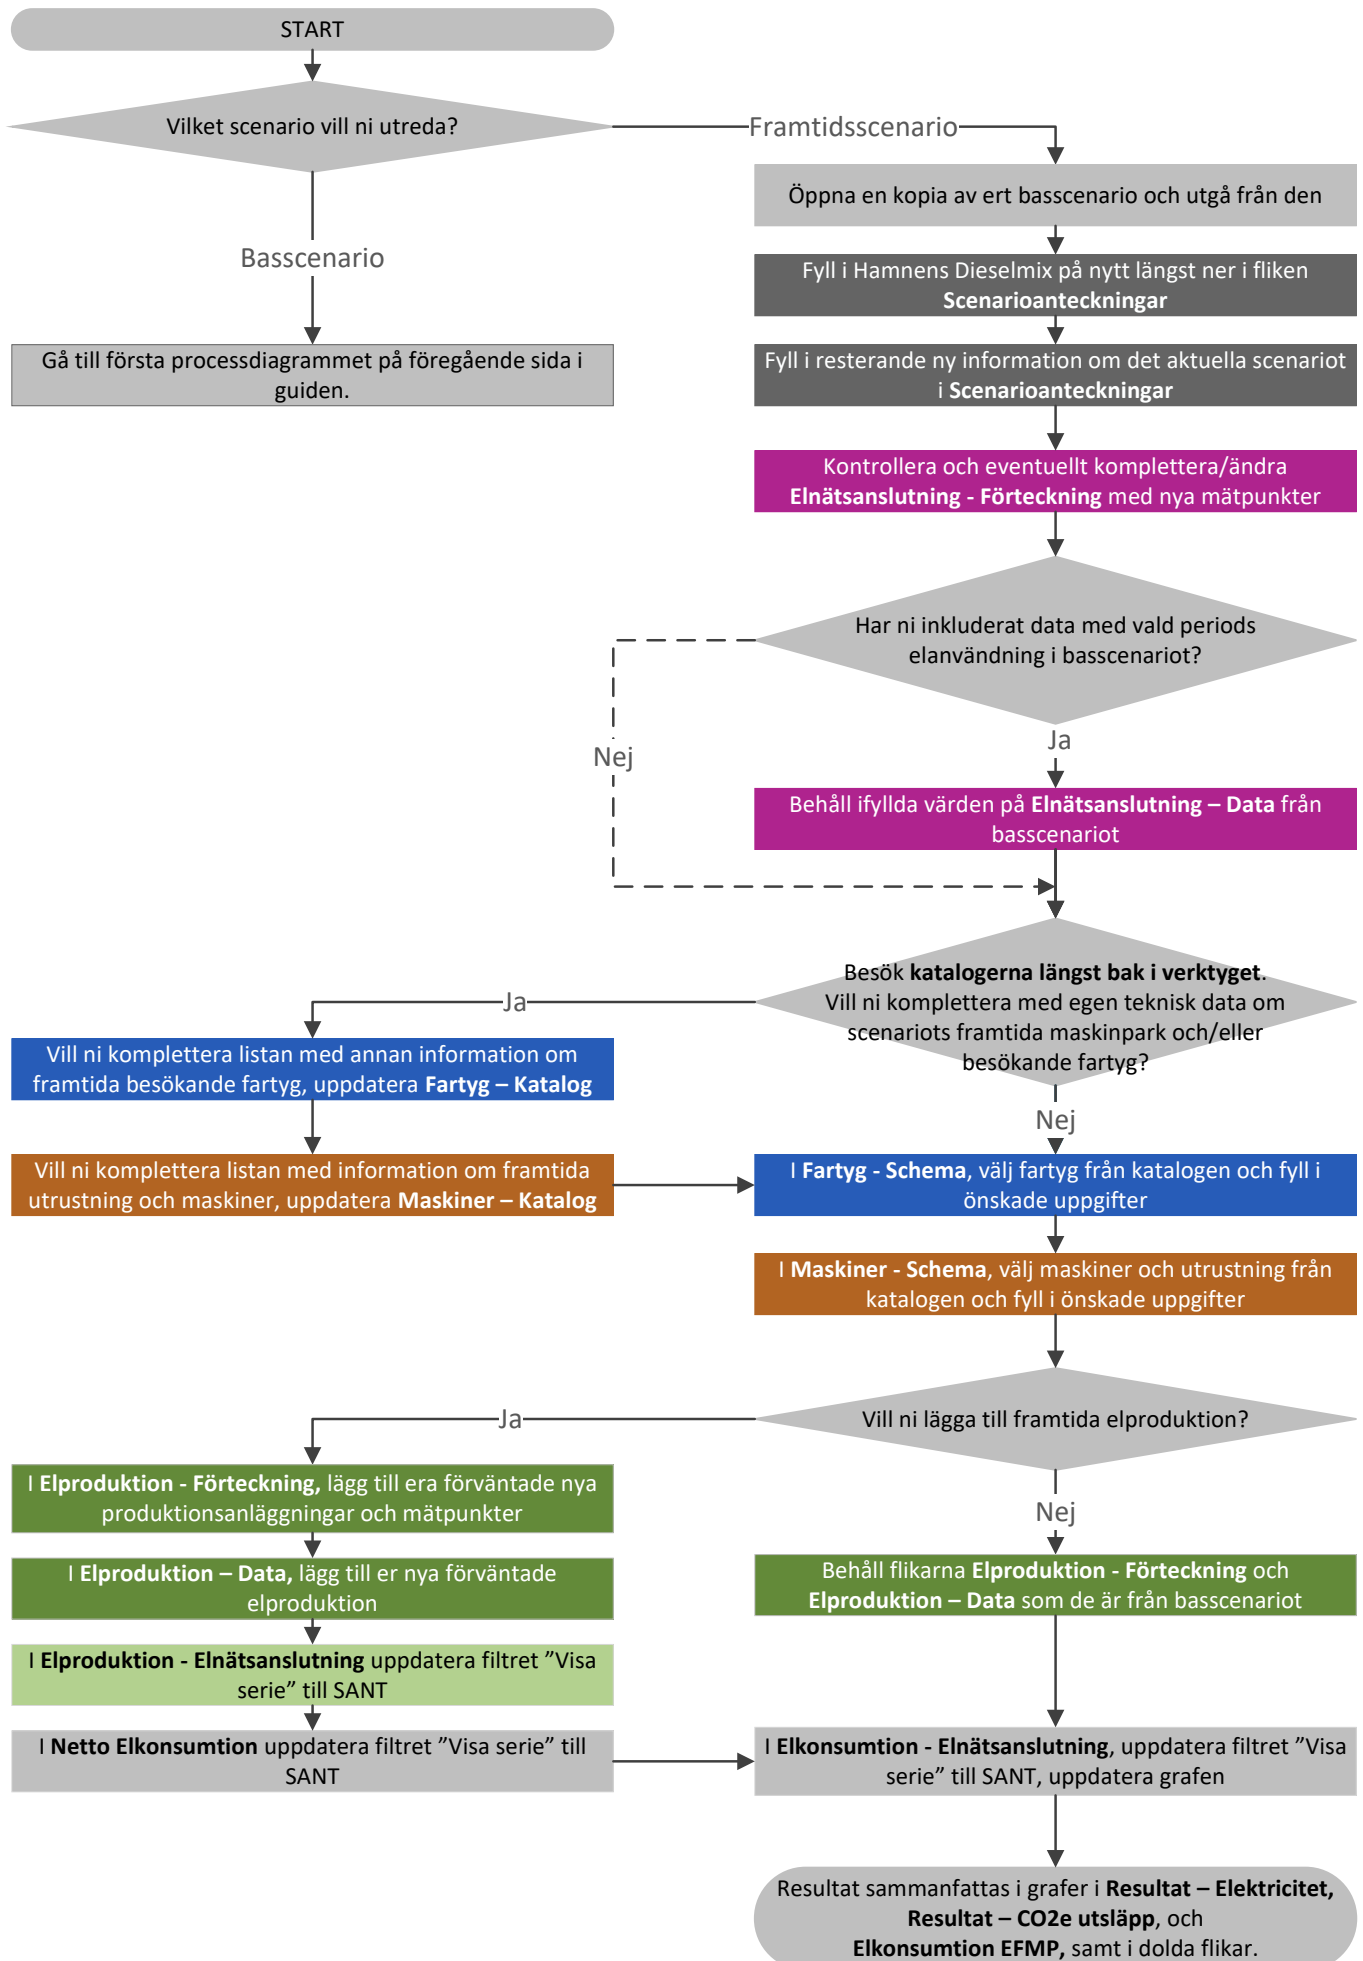 START
Vilket scenario vill ni utreda?
Framtidsscenario
Öppna en kopia av ert basscenario och utgå från den
Basscenario
Fyll i Hamnens Dieselmix på nytt längst ner i fliken
Scenarioanteckningar
Gå till första processdiagrammet på föregående sida i
guiden.
Fyll i resterande ny information om det aktuella scenariot
i Scenarioanteckningar
Kontrollera och eventuellt komplettera/ändra
Elnätsanslutning - Förteckning med nya mätpunkter
Har ni inkluderat data med vald periods
elanvändning i basscenariot?
Nej
Ja
Behåll ifyllda värden på Elnätsanslutning – Data från
basscenariot
Besök katalogerna längst bak i verktyget.
Vill ni komplettera med egen teknisk data om
scenariots framtida maskinpark och/eller
besökande fartyg?
Ja
Vill ni komplettera listan med annan information om
framtida besökande fartyg, uppdatera Fartyg – Katalog
Nej
Vill ni komplettera listan med information om framtida
utrustning och maskiner, uppdatera Maskiner – Katalog
I Fartyg - Schema, välj fartyg från katalogen och fyll i
önskade uppgifter
I Maskiner - Schema, välj maskiner och utrustning från
katalogen och fyll i önskade uppgifter
Vill ni lägga till framtida elproduktion?
Ja
I Elproduktion - Förteckning, lägg till era förväntade nya
produktionsanläggningar och mätpunkter
Nej
I Elproduktion – Data, lägg till er nya förväntade
elproduktion
Behåll flikarna Elproduktion - Förteckning och
Elproduktion – Data som de är från basscenariot
I Elproduktion - Elnätsanslutning uppdatera filtret ”Visa
serie” till SANT
I Netto Elkonsumtion uppdatera filtret ”Visa serie” till
SANT
I Elkonsumtion - Elnätsanslutning, uppdatera filtret ”Visa
serie” till SANT, uppdatera grafen
Resultat sammanfattas i grafer i Resultat – Elektricitet,
Resultat – CO2e utsläpp, och
Elkonsumtion EFMP, samt i dolda flikar.